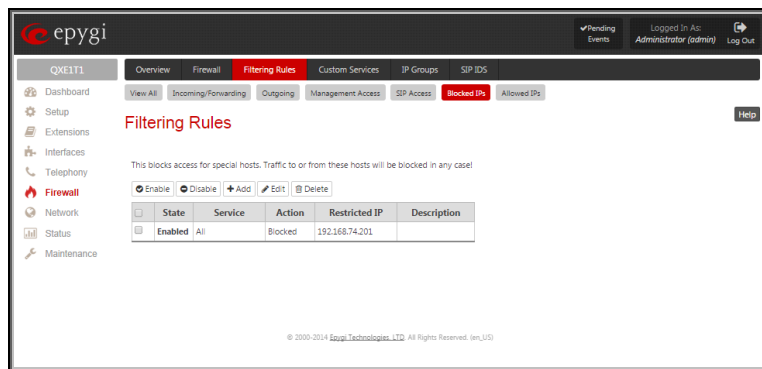 epygi
Pending Events
Logged In As:
Administrator (admin)
Log Out
QXE1T1
Overview Firewall Filtering Rules Custom Services IP Groups SIP IDS
Dashboard
Setup
Extensions
Interfaces
Telephony
Firewall
Network
Status
Maintenance
View All Incoming/Forwarding Outgoing Management Access SIP Access Blocked IPs Allowed IPs
Help
Filtering Rules
This blocks access for special hosts. Traffic to or from these hosts will be blocked in any case!
Enable Disable Add Edit Delete
State Service Action Restricted IP Description
Enabled All Blocked 192.168.74.201
© 2000-2014 Epygi Technologies, LTD. All Rights Reserved. (en_US)